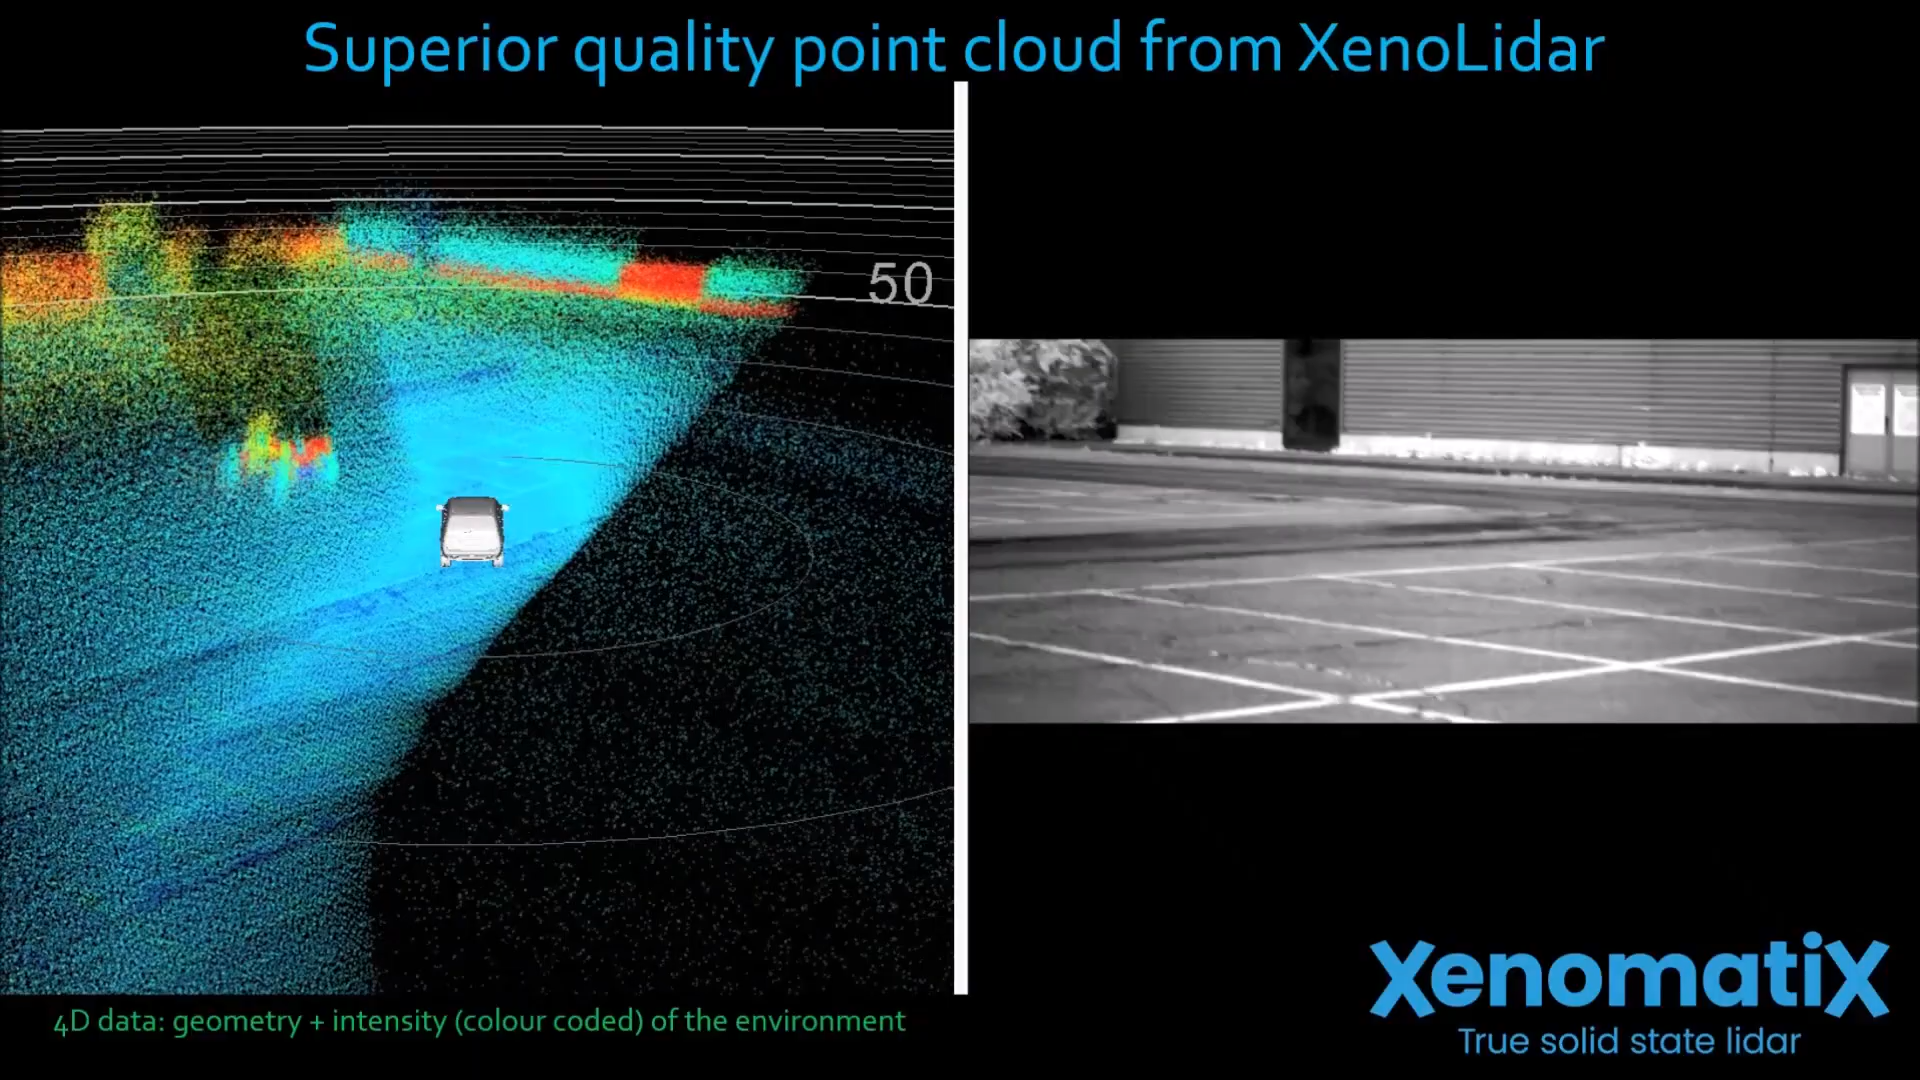 Superior quality point cloud from XenoLidar
50
4D data: geometry + intensity (colour coded) of the environment
XenomatiX
True solid state lidar